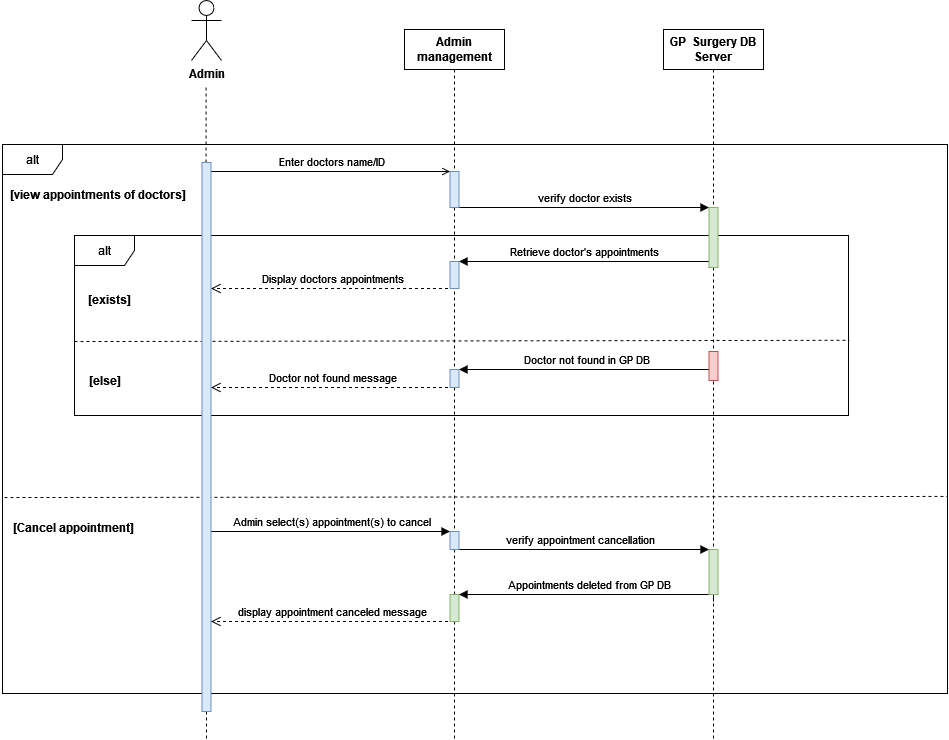 Admin
Admin
management
GP Surgery DB
Server
alt
Enter doctors name/ID
[view appointments of doctors]
verify doctor exists
alt
Retrieve doctor's appointments
Display doctors appointments
[exists]
Doctor not found in GP DB
[else]
Doctor not found message
[Cancel appointment]
Admin select(s) appointment(s) to cancel
verify appointment cancellation
Appointments deleted from GP DB
display appointment canceled message